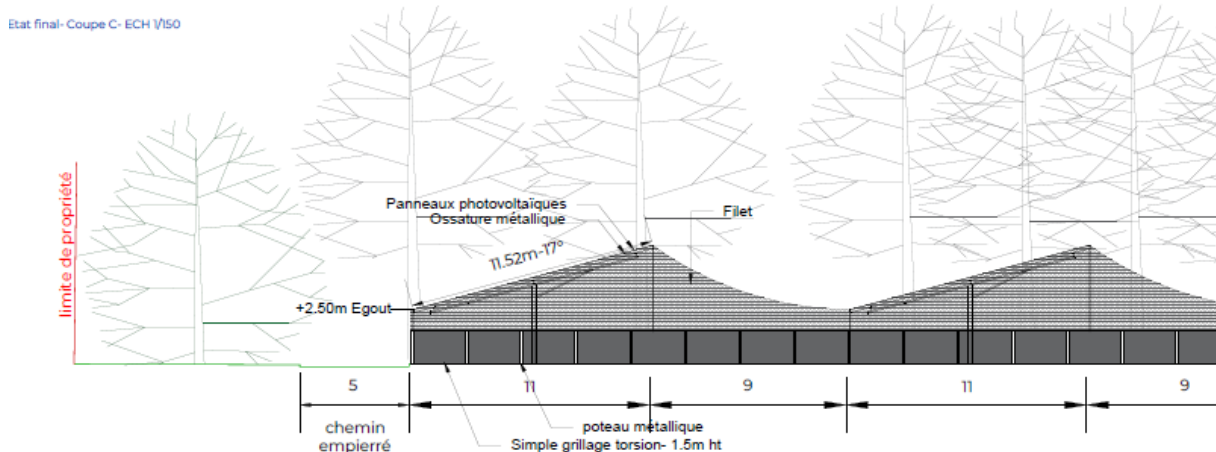 Etat final- Coupe C- ECH 1/150
limite de propriété
Panneaux photovoltaïques
Ossature métallique
Filet
11.52m-17°
+2.50m Egout
5
11
9
11
9
chemin
empierré
poteau métallique
Simple grillage torsion- 1.5m ht